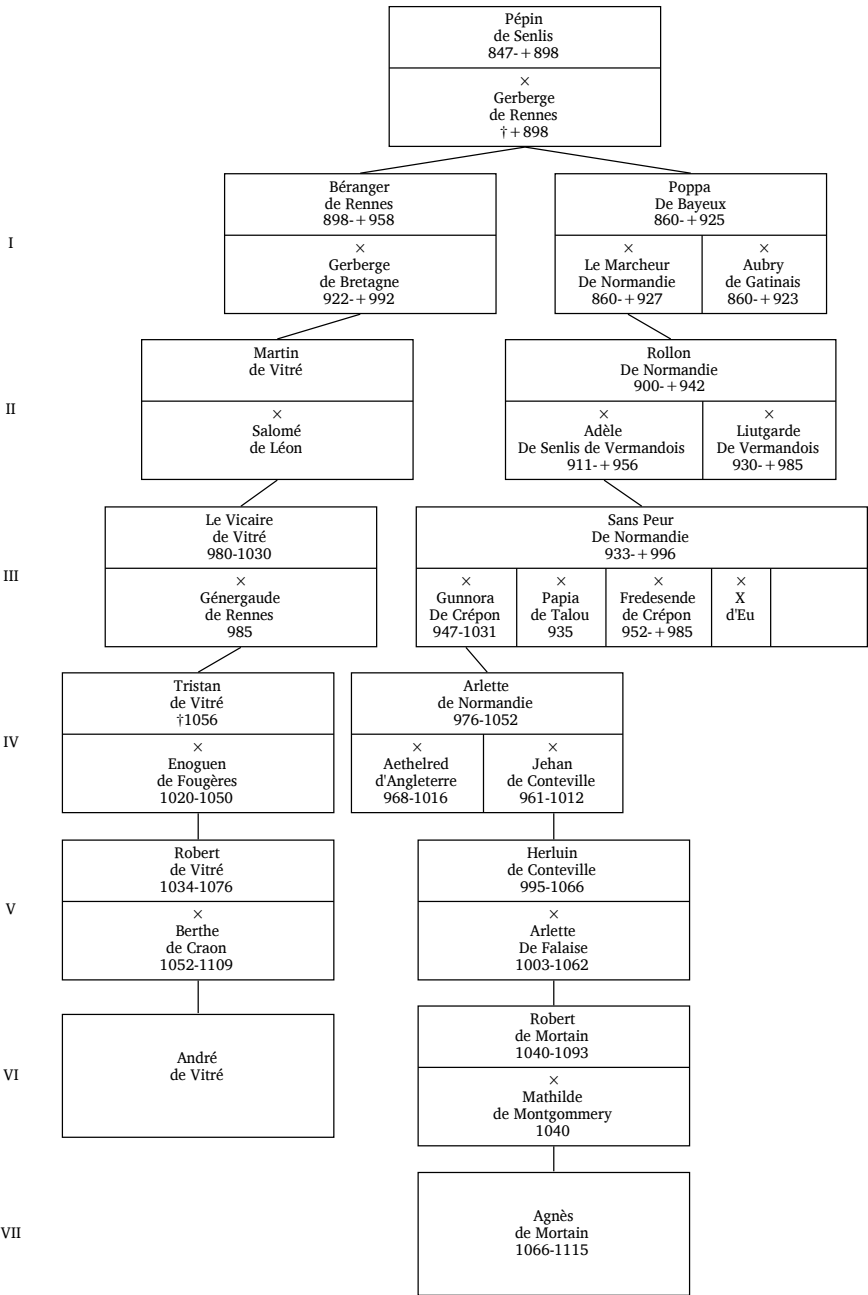 Pépin
de Senlis
847-+898
×
Gerberge
de Rennes
†+898
I
Béranger
de Rennes
898-+958
×
Gerberge
de Bretagne
922-+992
Poppa
De Bayeux
860-+925
×
Le Marcheur
De Normandie
860-+927
×
Aubry
de Gatinais
860-+923
II
Martin
de Vitré
×
Salomé
de Léon
Rollon
De Normandie
900-+942
×
Adèle
De Senlis de Vermandois
911-+956
×
Liutgarde
De Vermandois
930-+985
III
Le Vicaire
de Vitré
980-1030
×
Génergaude
de Rennes
985
Sans Peur
De Normandie
933-+996
×
Gunnora
De Crépon
947-1031
×
Papia
de Talou
935
×
Fredesende
de Crépon
952-+985
×
X
d'Eu
IV
Tristan
de Vitré
†1056
×
Enoguen
de Fougères
1020-1050
Arlette
de Normandie
976-1052
×
Aethelred
d'Angleterre
968-1016
×
Jehan
de Conteville
961-1012
V
Robert
de Vitré
1034-1076
×
Berthe
de Craon
1052-1109
Herluin
de Conteville
995-1066
×
Arlette
De Falaise
1003-1062
VI
André
de Vitré
Robert
de Mortain
1040-1093
×
Mathilde
de Montgommery
1040
VII
Agnès
de Mortain
1066-1115